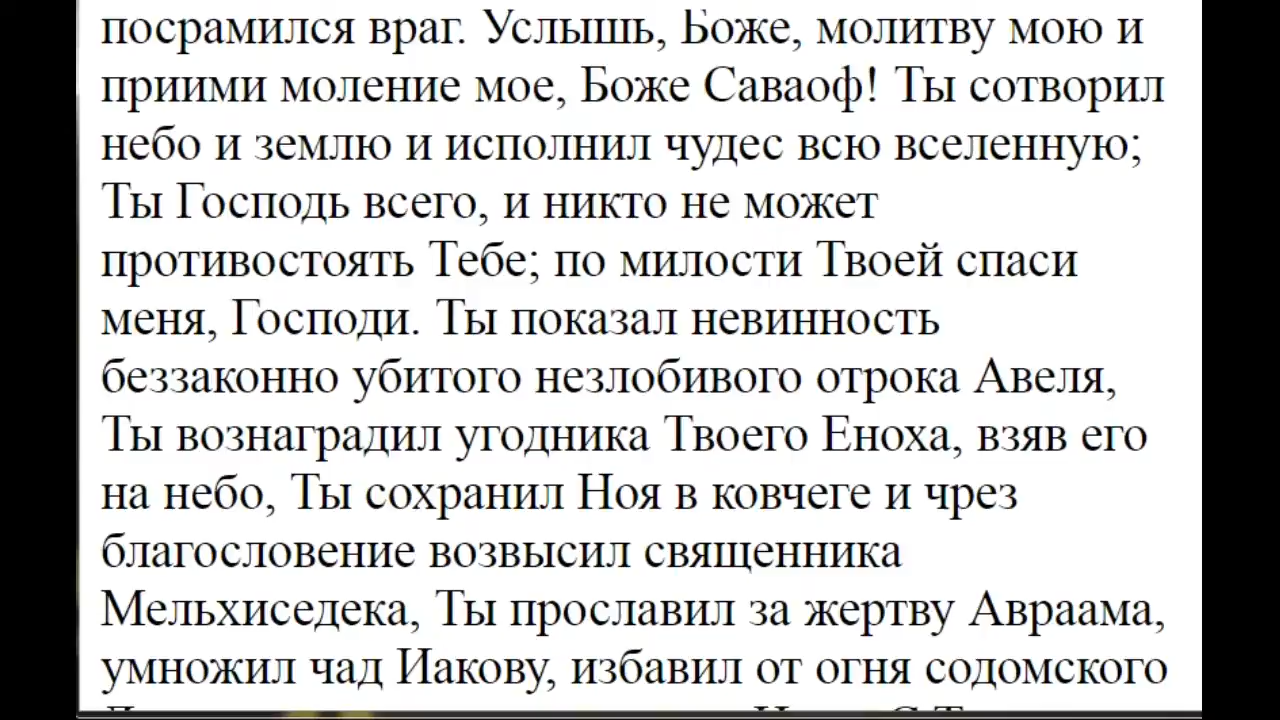 посрамился враг. Услышь, Боже, молитву мою и
приими моление мое, Боже Саваоф! Ты сотворил
небо и землю и исполнил чудес всю вселенную;
Ты Господь всего, и никто не может
противостоять Тебе; по милости Твоей спаси
меня, Господи. Ты показал невинность
беззаконно убитого незлобивого отрока Авеля,
Ты вознаградил угодника Твоего Еноха, взяв его
на небо, Ты сохранил Ноя в ковчеге и чрез
благословение возвысил священника
Мельхиседека, Ты прославил за жертву Авраама,
умножил чад Иакову, избавил от огня содомского